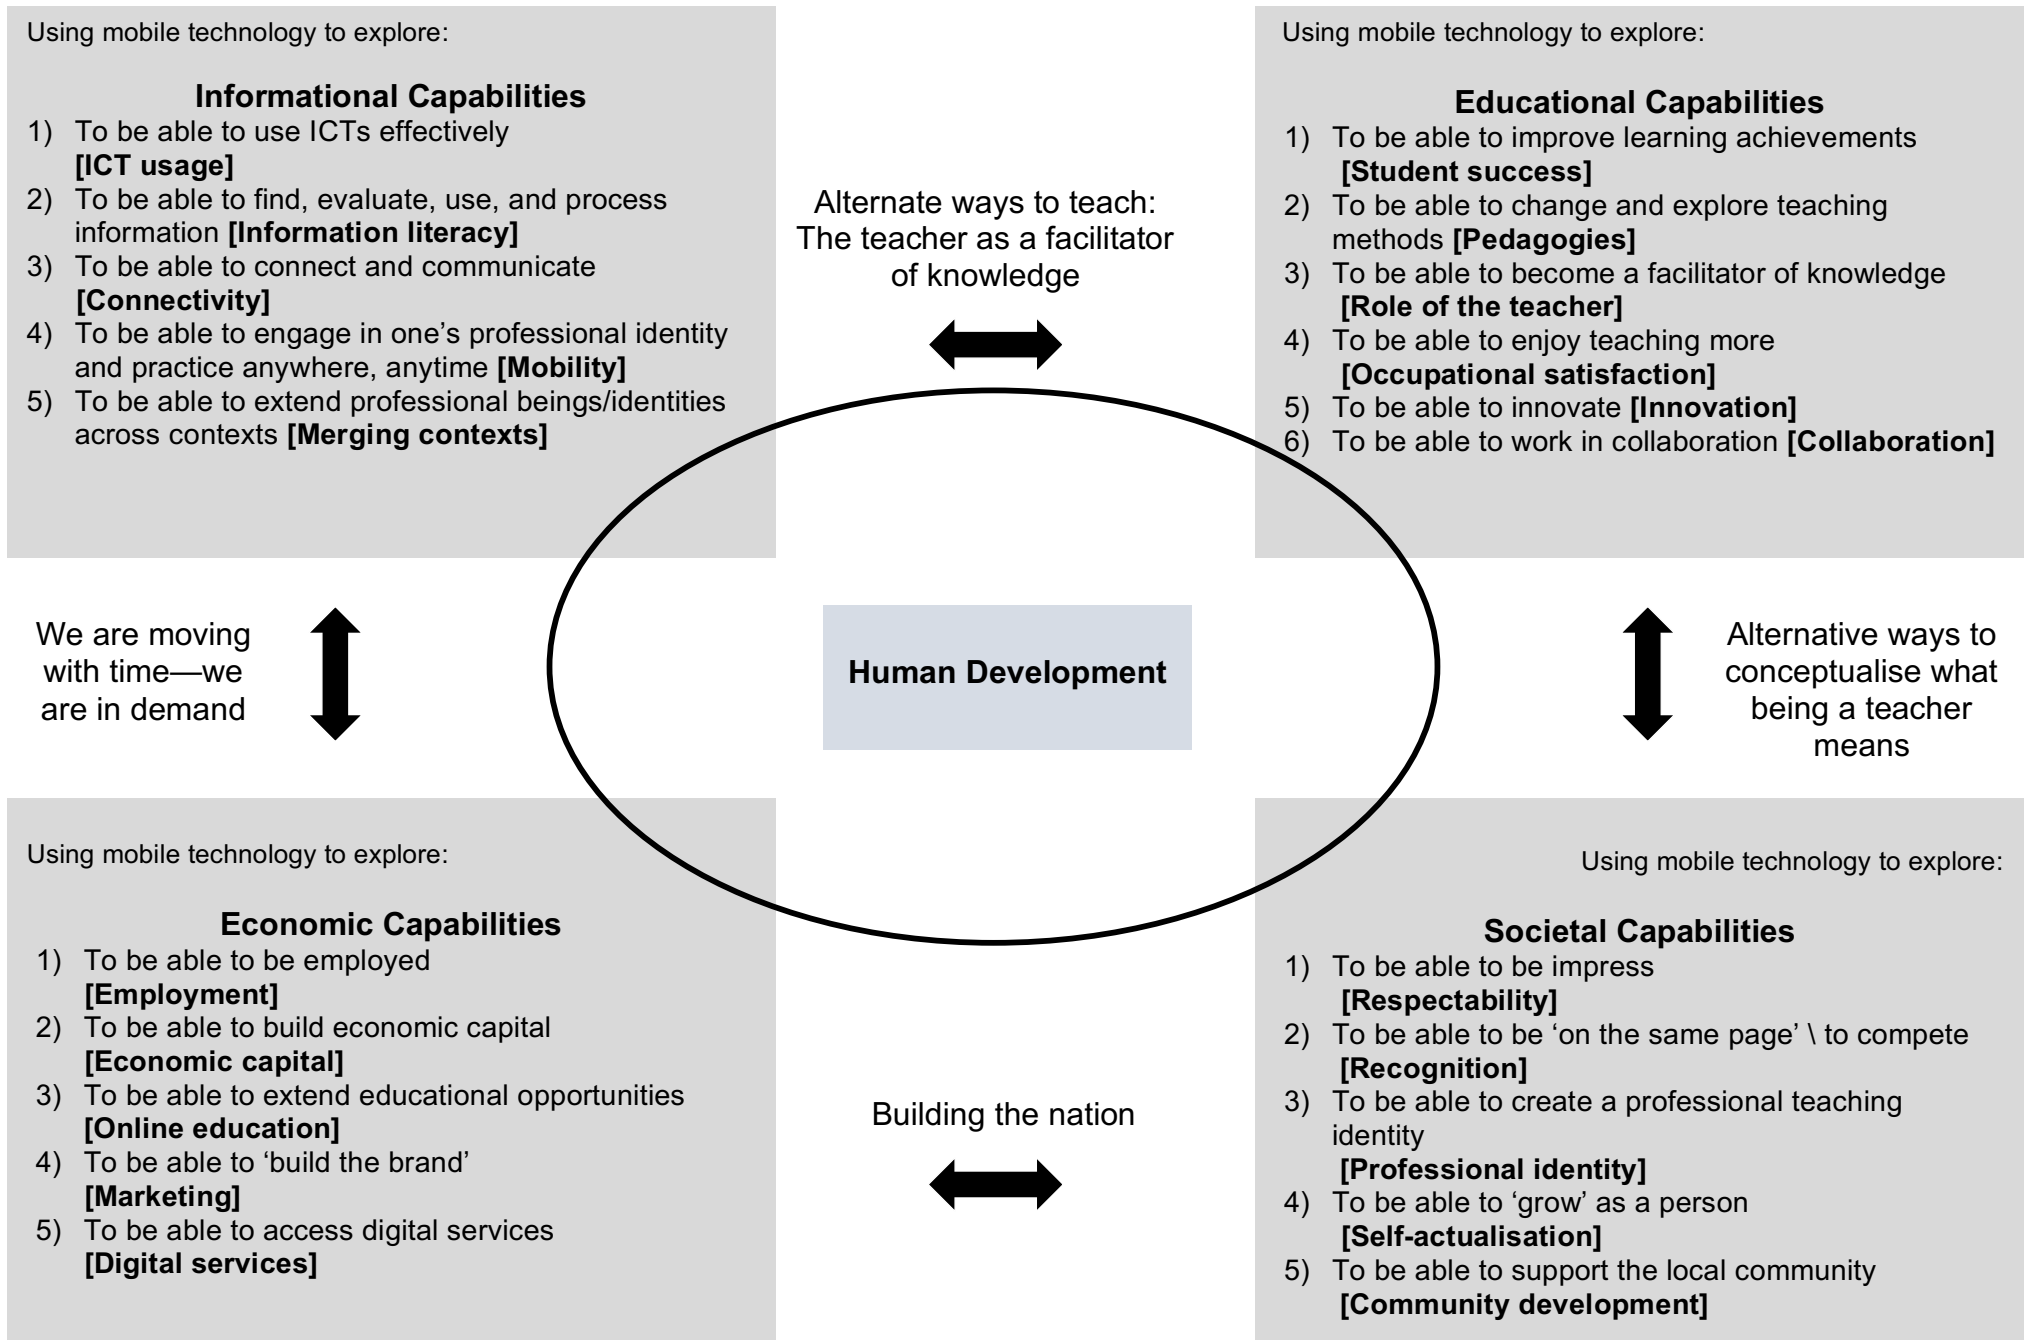 Using mobile technology to explore:
Informational Capabilities
1) To be able to use ICTs effectively
[ICT usage]
2) To be able to find, evaluate, use, and process
information [Information literacy]
3) To be able to connect and communicate
[Connectivity]
4) To be able to engage in one’s professional identity
and practice anywhere, anytime [Mobility]
5) To be able to extend professional beings/identities
across contexts [Merging contexts]
Alternate ways to teach:
The teacher as a facilitator
of knowledge
Using mobile technology to explore:
Educational Capabilities
1) To be able to improve learning achievements
[Student success]
2) To be able to change and explore teaching
methods [Pedagogies]
3) To be able to become a facilitator of knowledge
[Role of the teacher]
4) To be able to enjoy teaching more
[Occupational satisfaction]
5) To be able to innovate [Innovation]
6) To be able to work in collaboration [Collaboration]
We are moving
with time—we
are in demand
Human Development
Alternative ways to
conceptualise what
being a teacher
means
Using mobile technology to explore:
Economic Capabilities
1) To be able to be employed
[Employment]
2) To be able to build economic capital
[Economic capital]
3) To be able to extend educational opportunities
[Online education]
4) To be able to ‘build the brand’
[Marketing]
5) To be able to access digital services
[Digital services]
Building the nation
Using mobile technology to explore:
Societal Capabilities
1) To be able to be impress
[Respectability]
2) To be able to be ‘on the same page’ \ to compete
[Recognition]
3) To be able to create a professional teaching
identity
[Professional identity]
4) To be able to ‘grow’ as a person
[Self-actualisation]
5) To be able to support the local community
[Community development]